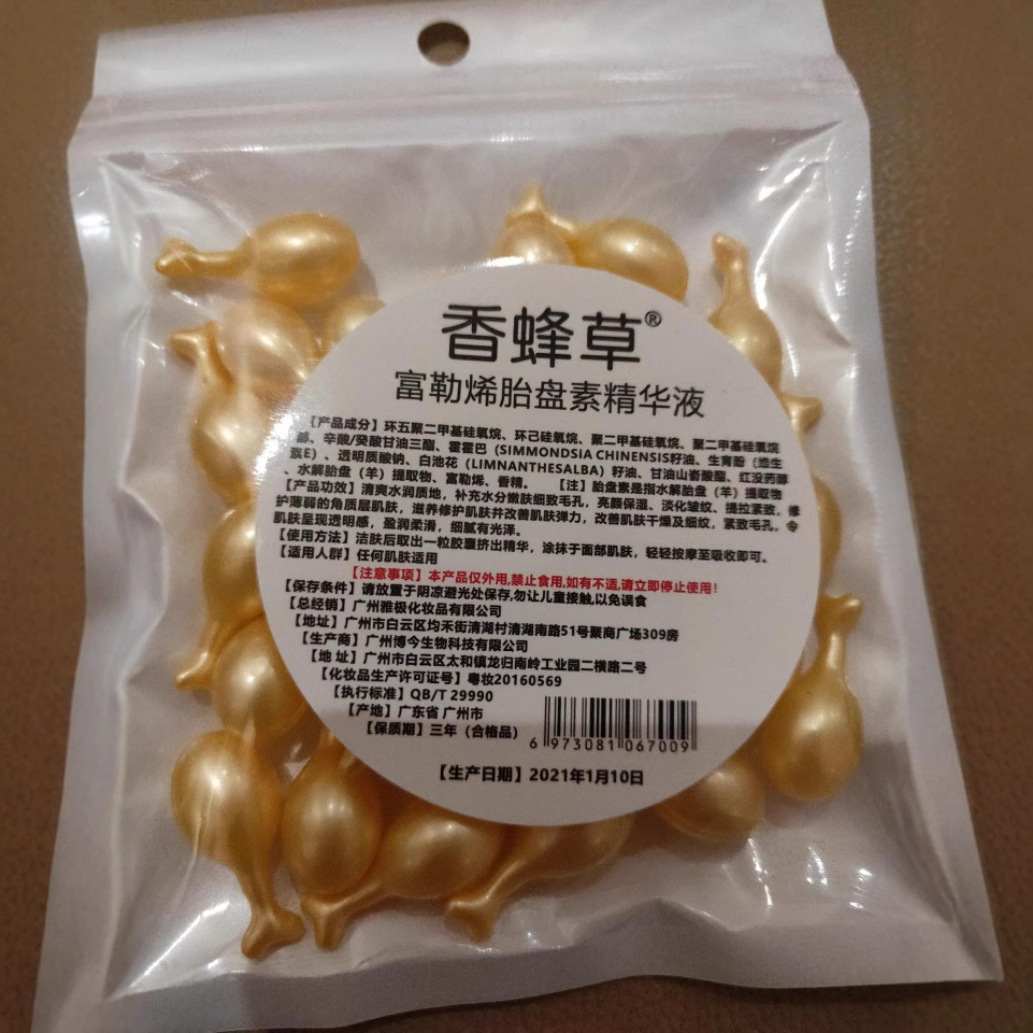 香蜂草®
富勒烯胎盘素精华液
【产品成分】环五聚二甲基硅氧烷、环己硅氧烷、聚二甲基硅氧烷、聚二甲基硅氧烷
醇、辛酸/癸酸甘油三酯、霍霍巴（SIMMONDSIA CHINENSIS籽油、生育酚（维生
素E）、透明质酸钠、白池花（LIMNANTHESALBA）籽油、甘油山嵛酸酯、红没药醇
、水解胎盘（羊）提取物、富勒烯、香精。 【注】胎盘素是指水解胎盘（羊）提取物
【产品功效】清爽水润质地，补充水分嫩肤细致毛孔，亮颜保湿、淡化皱纹、提拉紧致，修
护薄弱的角质层肌肤，滋养修护肌肤并改善肌肤弹力，改善肌肤干燥及细纹，紧致毛孔，令
肌肤呈现透明感，盈润柔滑，细腻有光泽。
【使用方法】洁肤后取出一粒胶囊挤出精华，涂抹于面部肌肤，轻轻按摩至吸收即可。
【适用人群】任何肌肤适用
【注意事项】本产品仅外用,禁止食用,如有不适,请立即停止使用！
【保存条件】请放置于阴凉避光处保存,勿让儿童接触,以免误食
【总经销】广州雅极化妆品有限公司
【地址】广州市白云区均禾街清湖村清湖南路51号聚商广场309房
【生产商】广州博今生物科技有限公司
【地 址】广州市白云区太和镇龙归南岭工业园二横路二号
【化妆品生产许可证号】粤妆20160569
【执行标准】QB/T 29990
【产地】广东省 广州市
【保质期】三年（合格品）
6 973081 067009
【生产日期】2021年1月10日